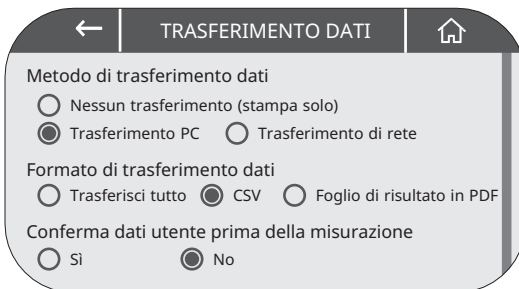 TRASFERIMENTO DATI
Metodo di trasferimento dati
Nessun trasferimento (stampa solo)
Trasferimento PC Trasferimento di rete
Formato di trasferimento dati
Trasferisci tutto CSV Foglio di risultato in PDF
Conferma dati utente prima della misurazione
Sì No